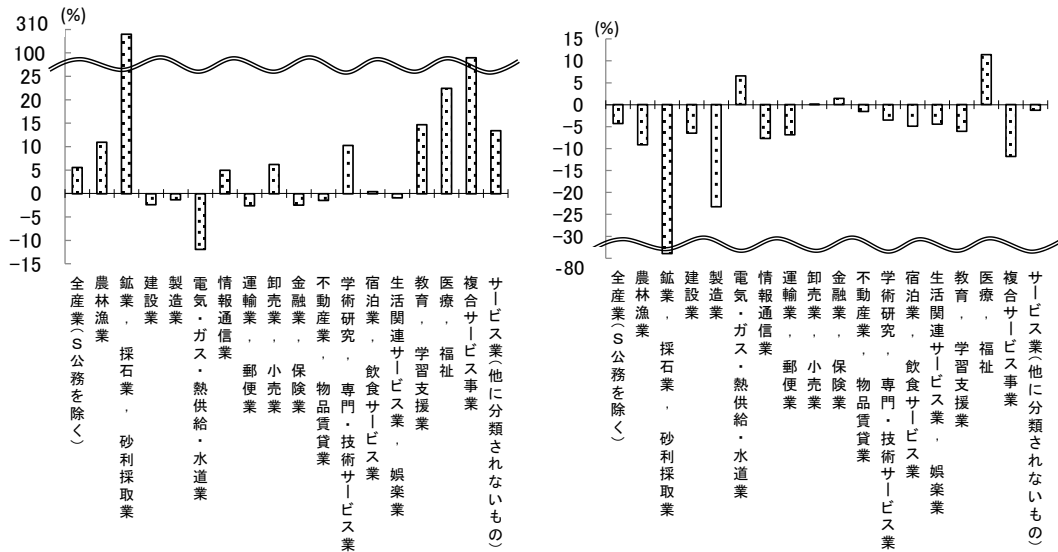 (%)
310
100
25
20
15
10
5
0
−5
−10
−15
全産業(S公務を除く)
農林漁業
鉱業, 採石業, 砂利採取業
建設業
製造業
電気・ガス・熱供給・水道業
情報通信業
運輸業, 郵便業
卸売業, 小売業
金融業, 保険業
不動産業, 物品賃貸業
学術研究, 専門・技術サービス業
宿泊業, 飲食サービス業
生活関連サービス業, 娯楽業
教育, 学習支援業
医療, 福祉
複合サービス事業
サービス業(他に分類されないもの)
(%)
15
10
5
0
−5
−10
−15
−20
−25
−30
-80
全産業(S公務を除く)
農林漁業
鉱業, 採石業, 砂利採取業
建設業
製造業
電気・ガス・熱供給・水道業
情報通信業
運輸業, 郵便業
卸売業, 小売業
金融業, 保険業
不動産業, 物品賃貸業
学術研究, 専門・技術サービス業
宿泊業, 飲食サービス業
生活関連サービス業, 娯楽業
教育, 学習支援業
医療, 福祉
複合サービス事業
サービス業(他に分類されないもの)